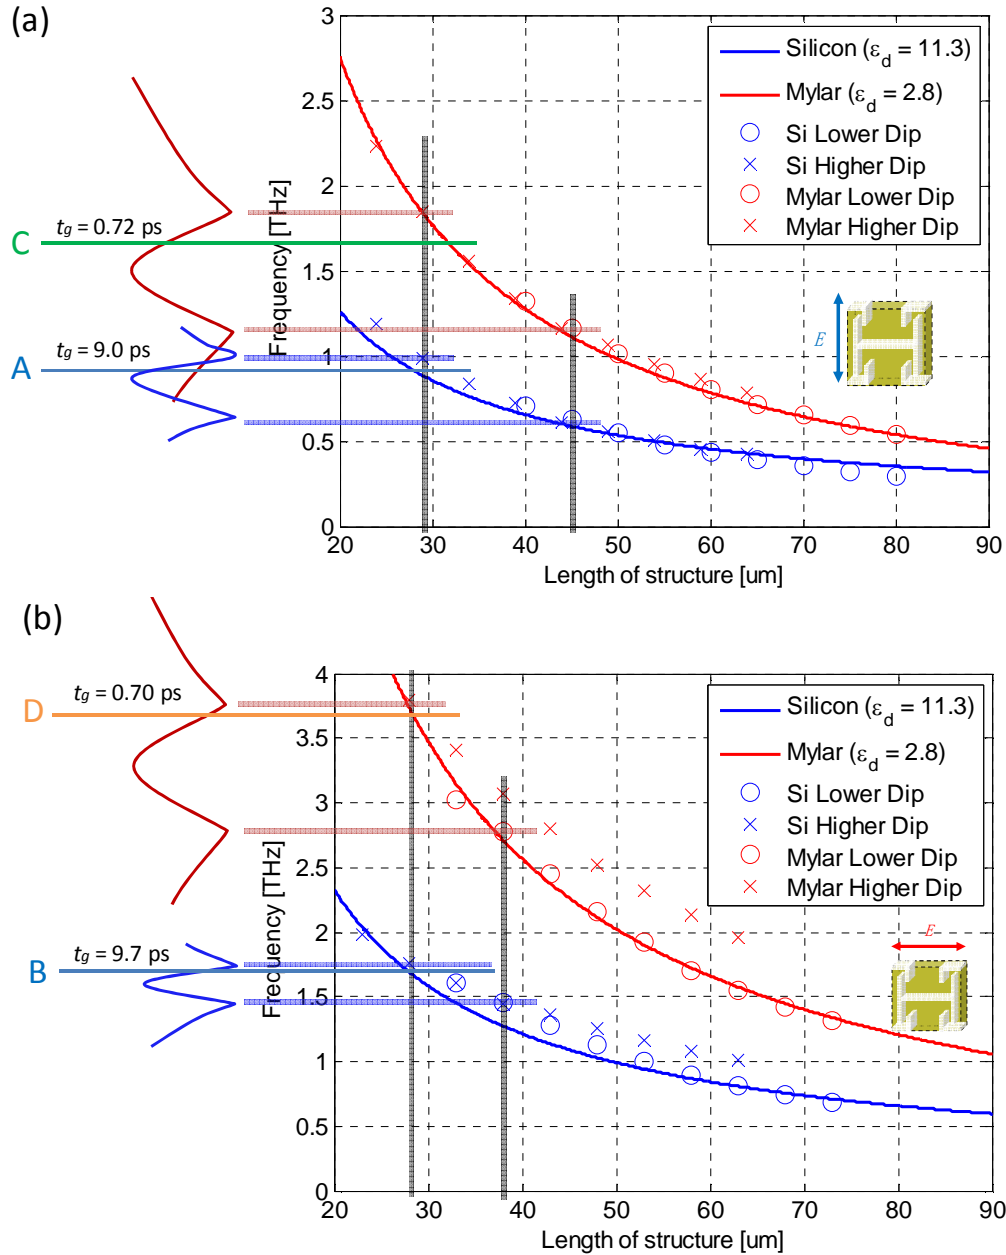 (a)
3
2.5
2
1.5
1
0.5
0
Frequency [THz]
20 30 40 50 60 70 80 90
Length of structure [um]
Silicon (ε_d = 11.3)
Mylar (ε_d = 2.8)
Si Lower Dip
Si Higher Dip
Mylar Lower Dip
Mylar Higher Dip
t_g = 0.72 ps
C
t_g = 9.0 ps
A
E
(b)
4
3.5
3
2.5
2
1.5
1
0.5
0
Frequency [THz]
20 30 40 50 60 70 80 90
Length of structure [um]
Silicon (ε_d = 11.3)
Mylar (ε_d = 2.8)
Si Lower Dip
Si Higher Dip
Mylar Lower Dip
Mylar Higher Dip
t_g = 0.70 ps
D
t_g = 9.7 ps
B
E